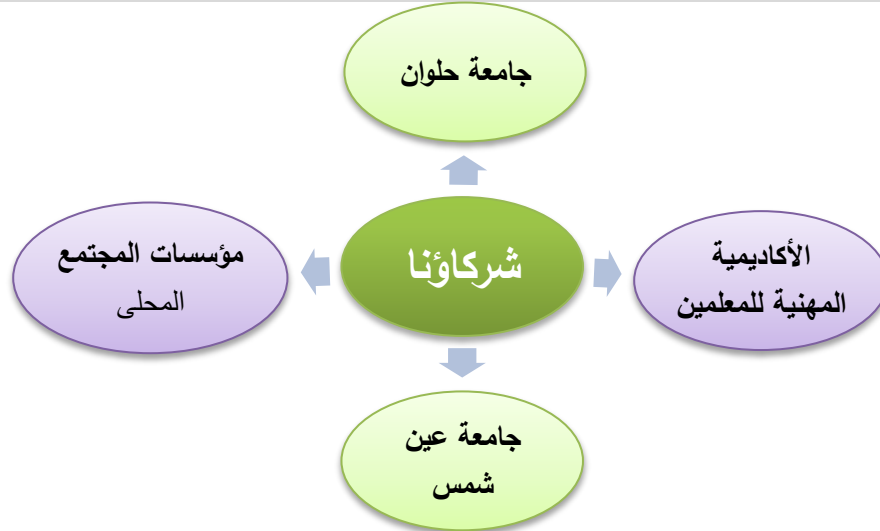 جامعة حلوان
شركاؤنا
الأكاديمية
المهنية للمعلمين
مؤسسات المجتمع
المحلى
جامعة عين
شمس